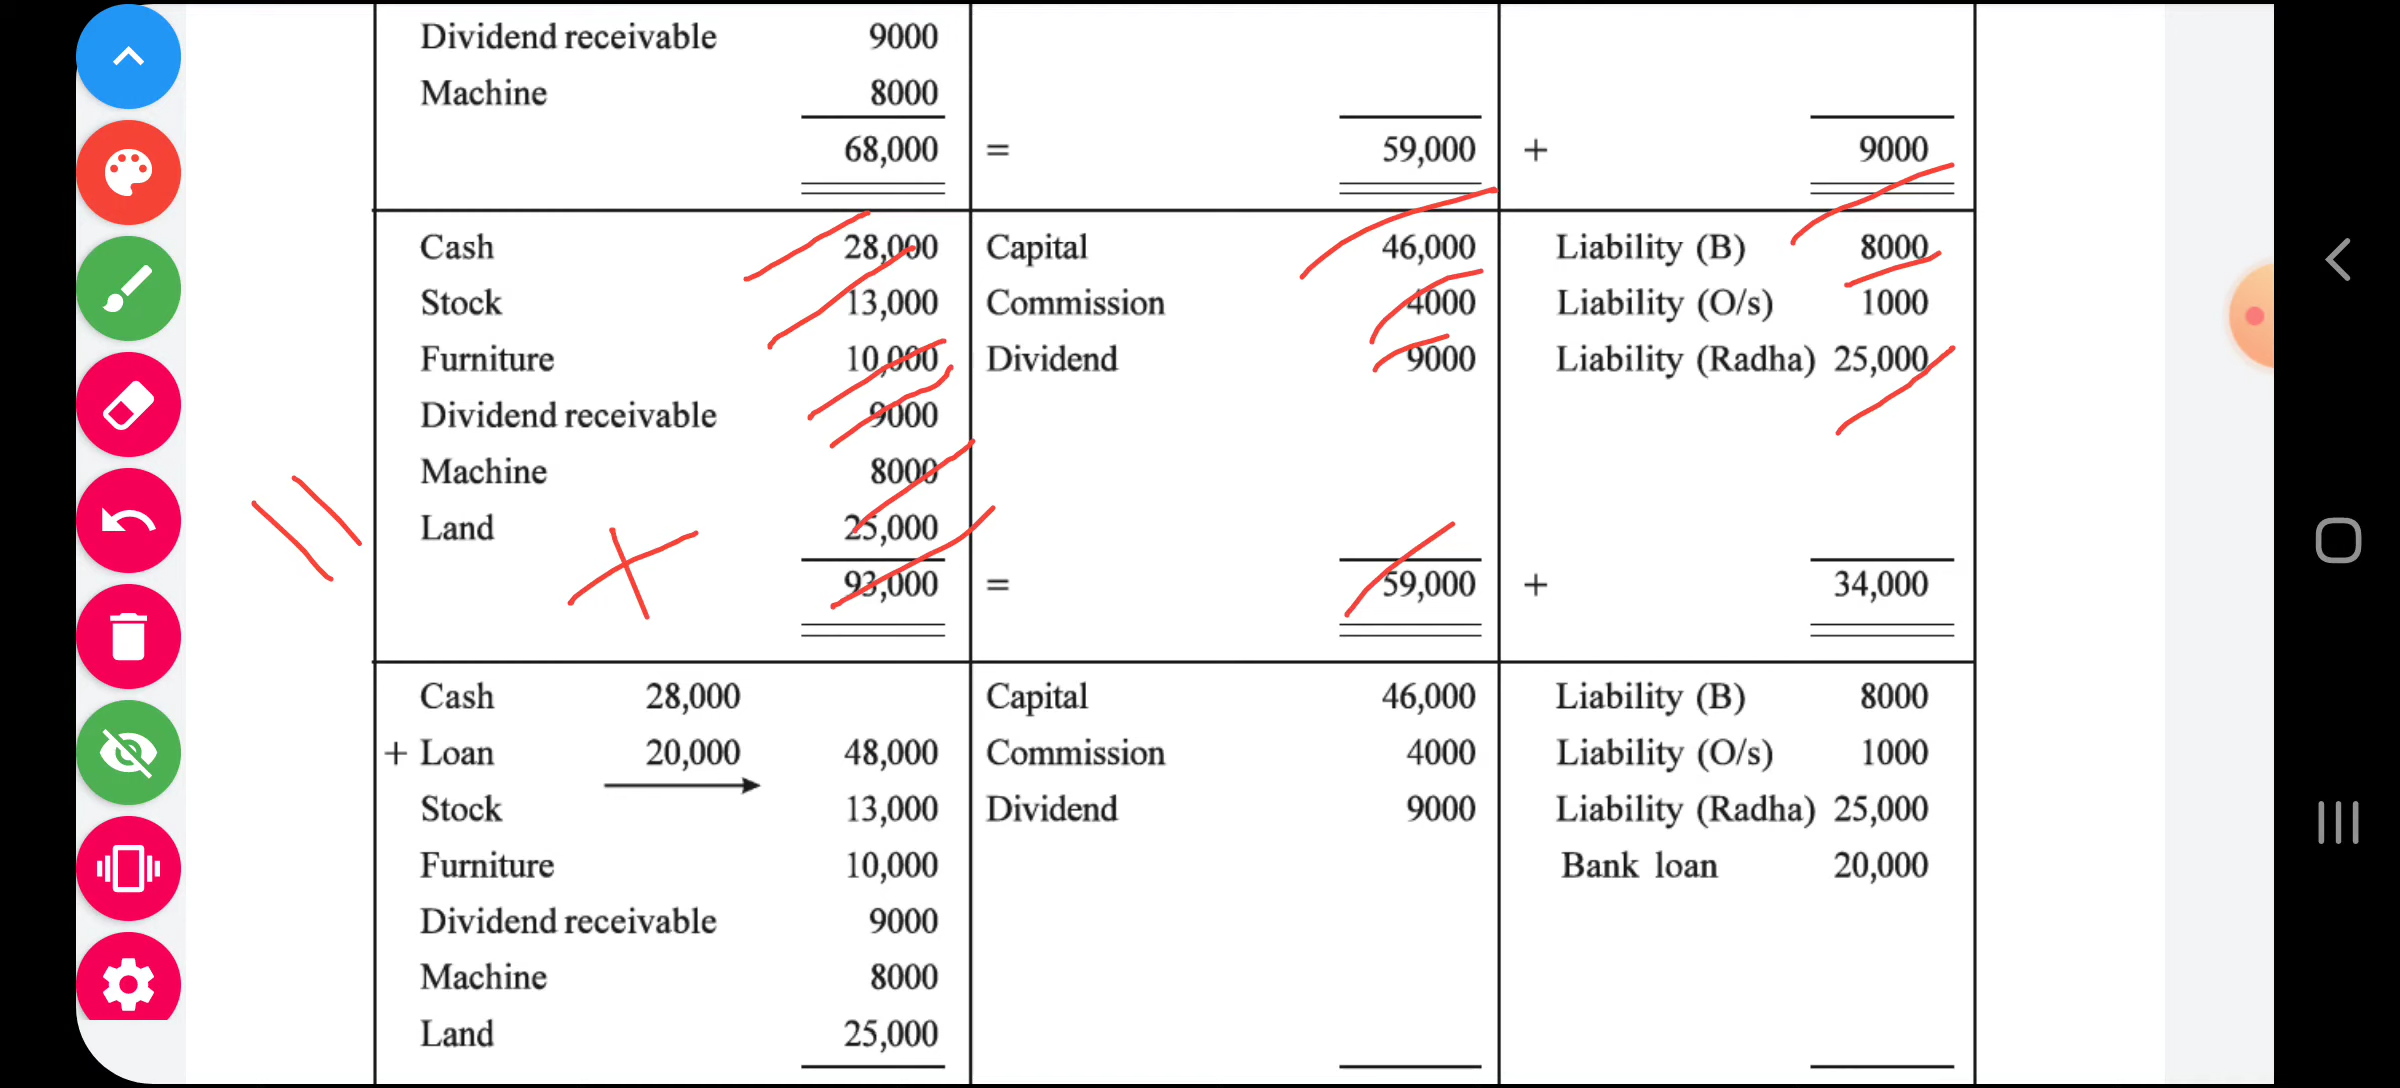 Dividend receivable 9000
Machine 8000
68,000 = 59,000 + 9000
Cash 28,000 Capital 46,000 Liability (B) 8000
Stock 13,000 Commission 4000 Liability (O/s) 1000
Furniture 10,000 Dividend 9000 Liability (Radha) 25,000
Dividend receivable 9000
Machine 8000
Land 25,000
93,000 = 59,000 + 34,000
Cash 28,000 Capital 46,000 Liability (B) 8000
+ Loan 20,000 48,000 Commission 4000 Liability (O/s) 1000
Stock 13,000 Dividend 9000 Liability (Radha) 25,000
Furniture 10,000 Bank loan 20,000
Dividend receivable 9000
Machine 8000
Land 25,000